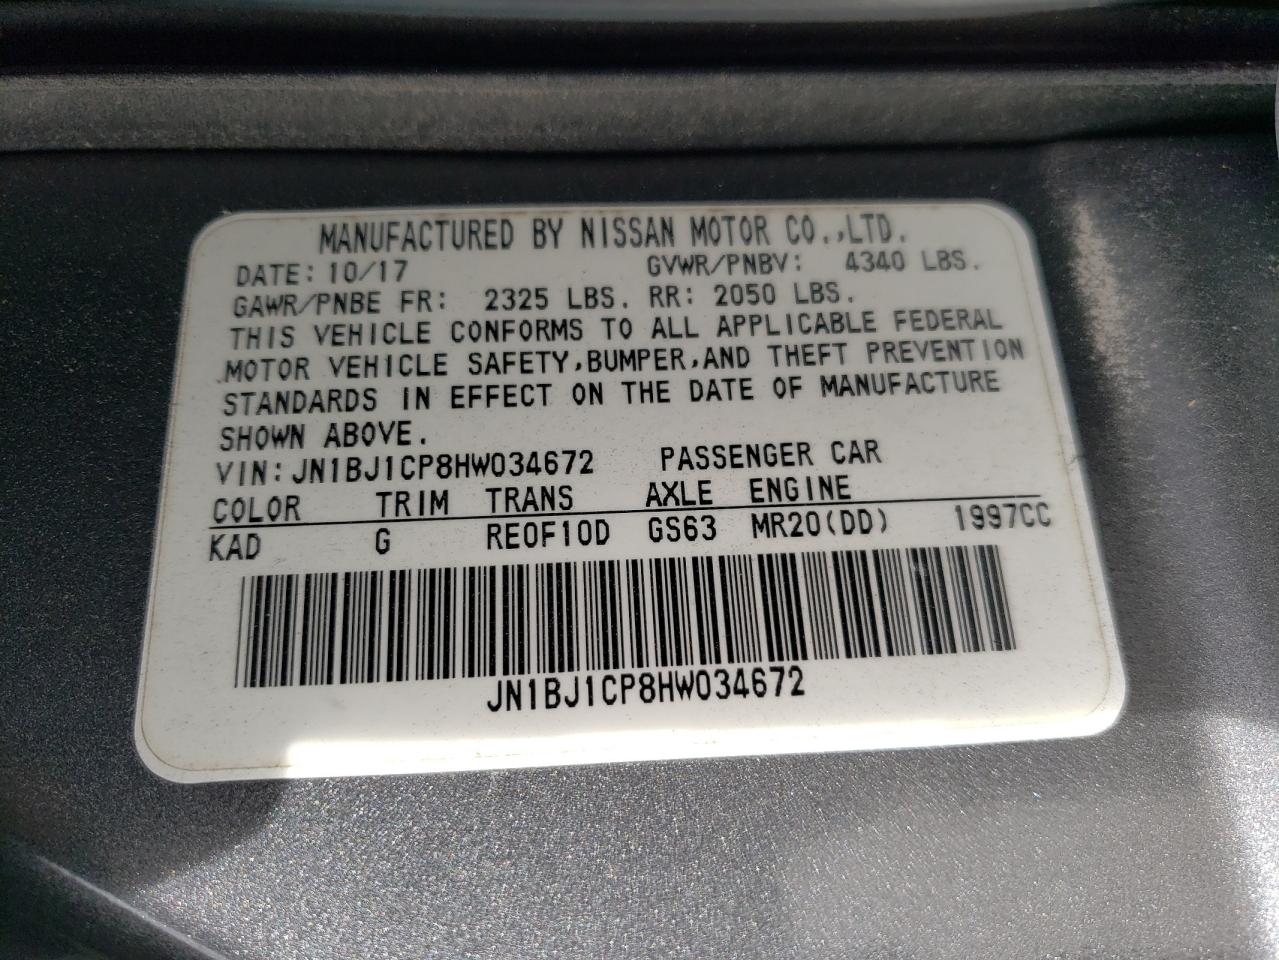 MANUFACTURED BY NISSAN MOTOR CO.,LTD.
DATE: 10/17 GVWR/PNBV: 4340 LBS.
GAWR/PNBE FR: 2325 LBS. RR: 2050 LBS.
THIS VEHICLE CONFORMS TO ALL APPLICABLE FEDERAL
MOTOR VEHICLE SAFETY,BUMPER,AND THEFT PREVENTION
STANDARDS IN EFFECT ON THE DATE OF MANUFACTURE
SHOWN ABOVE.
VIN:JN1BJ1CP8HW034672 PASSENGER CAR
COLOR TRIM TRANS AXLE ENGINE
KAD G RE0F10D GS63 MR20(DD) 1997CC
JN1BJ1CP8HW034672